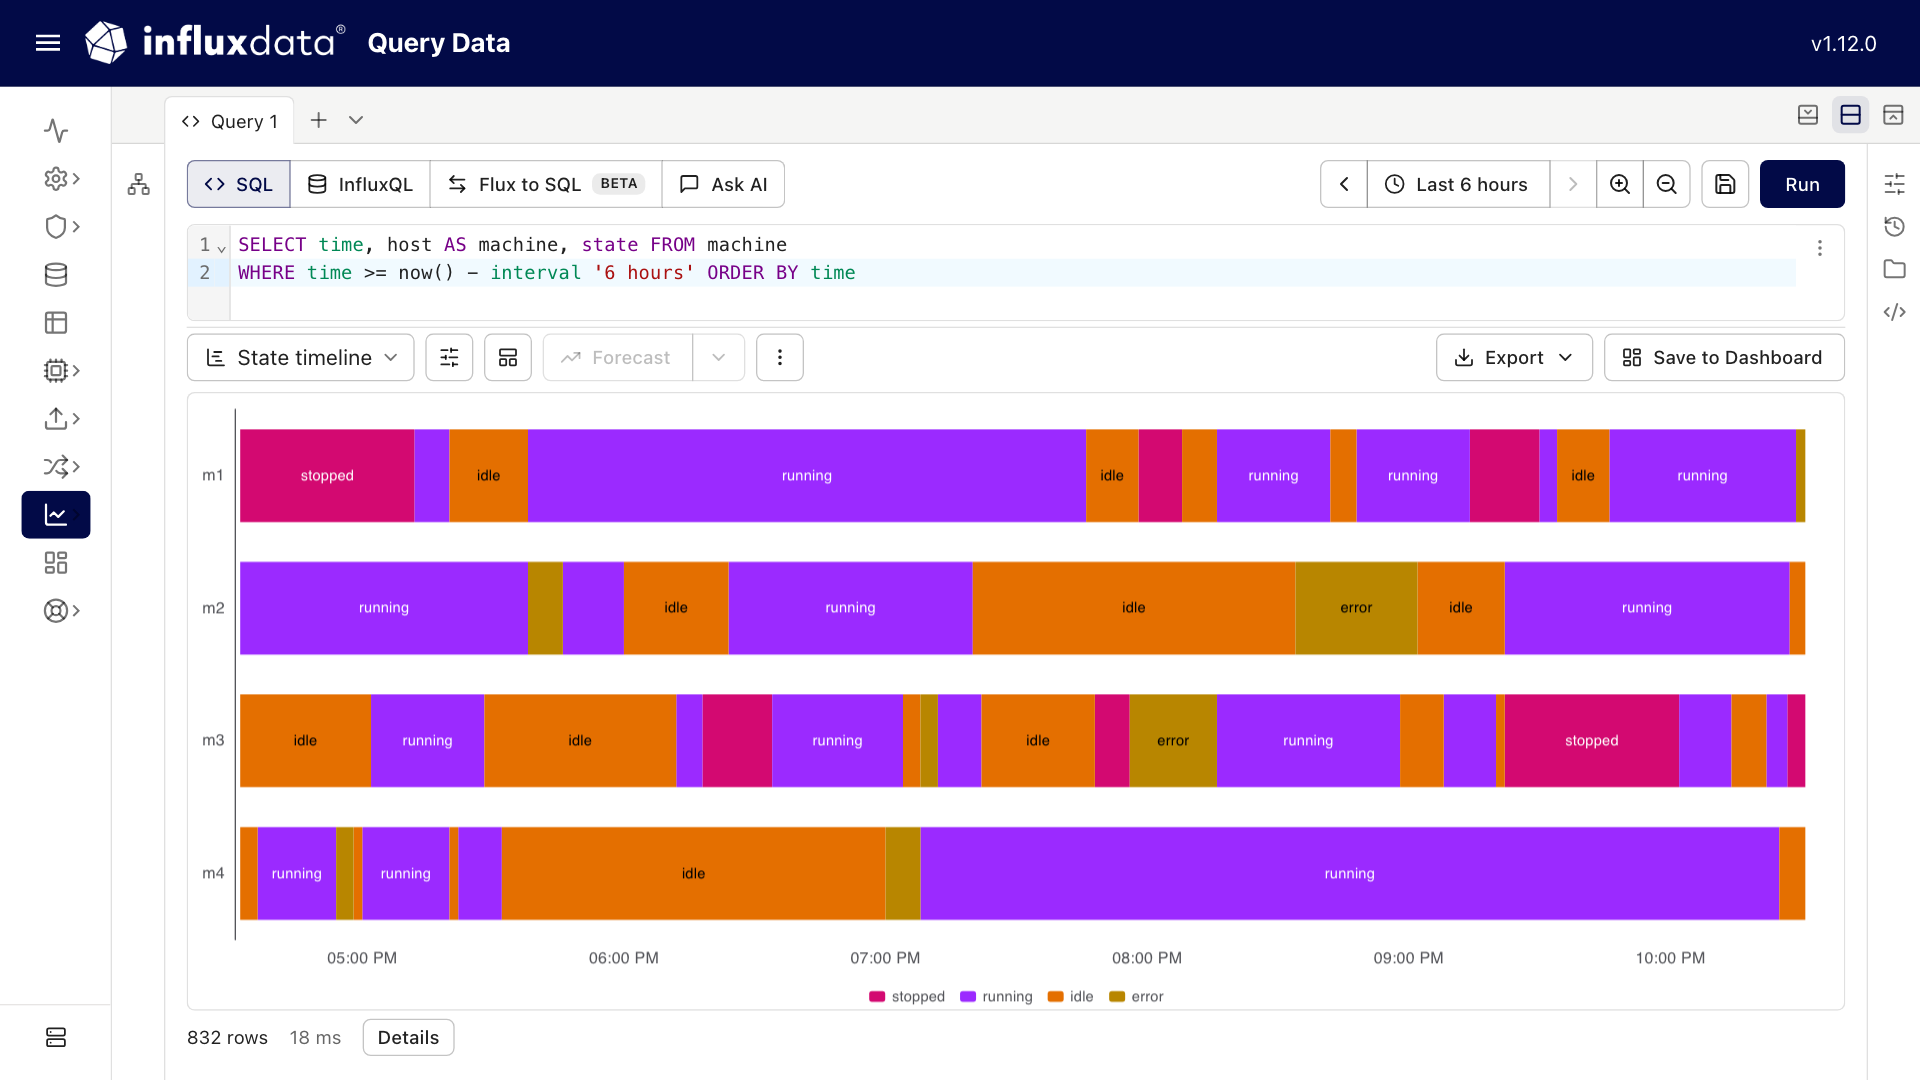 influxdata® Query Data
v1.12.0
Query 1
SQL
InfluxQL
Flux to SQL BETA
Ask AI
Last 6 hours
Run
1 SELECT time, host AS machine, state FROM machine
2 WHERE time >= now() - interval '6 hours' ORDER BY time
State timeline
Forecast
Export
Save to Dashboard
m1 stopped idle running idle running running idle running
m2 running idle running idle error idle running
m3 idle running idle running idle error running stopped
m4 running running idle running
05:00 PM 06:00 PM 07:00 PM 08:00 PM 09:00 PM 10:00 PM
stopped running idle error
832 rows 18 ms Details